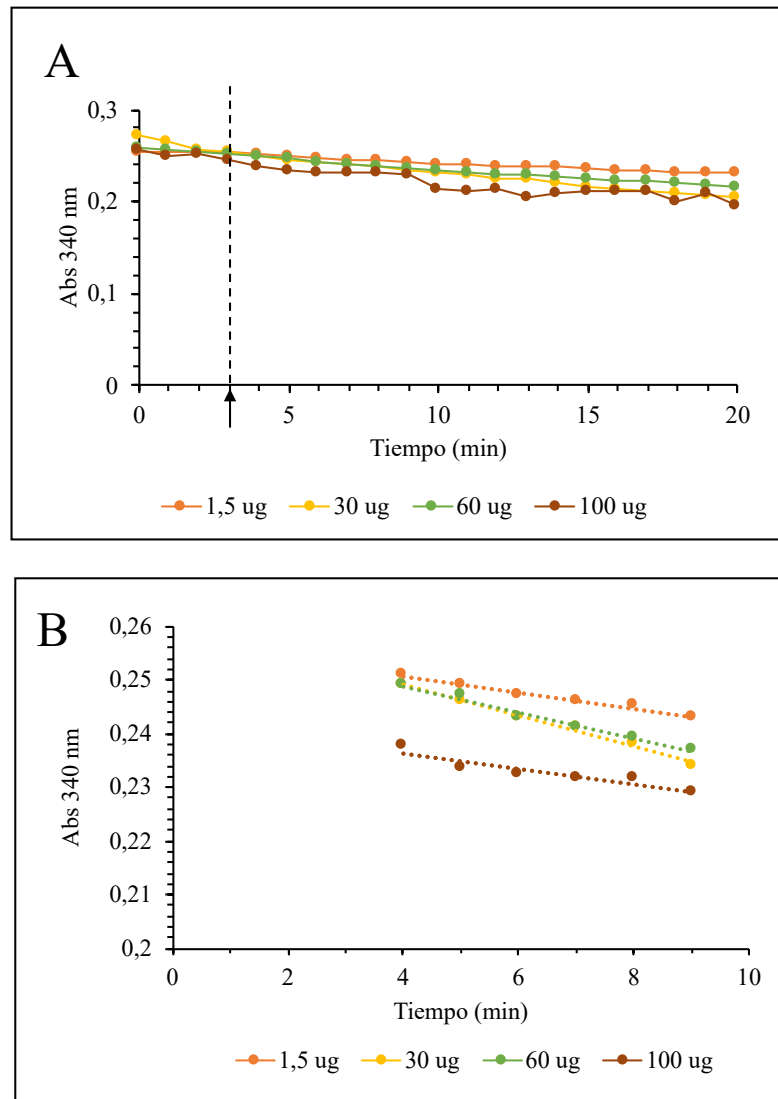 A
0,3
0,2
0,1
0
Abs 340 nm
0 5 10 15 20
Tiempo (min)
1,5 ug 30 ug 60 ug 100 ug
B
0,26
0,25
0,24
0,23
0,22
0,21
0,2
Abs 340 nm
0 2 4 6 8 10
Tiempo (min)
1,5 ug 30 ug 60 ug 100 ug